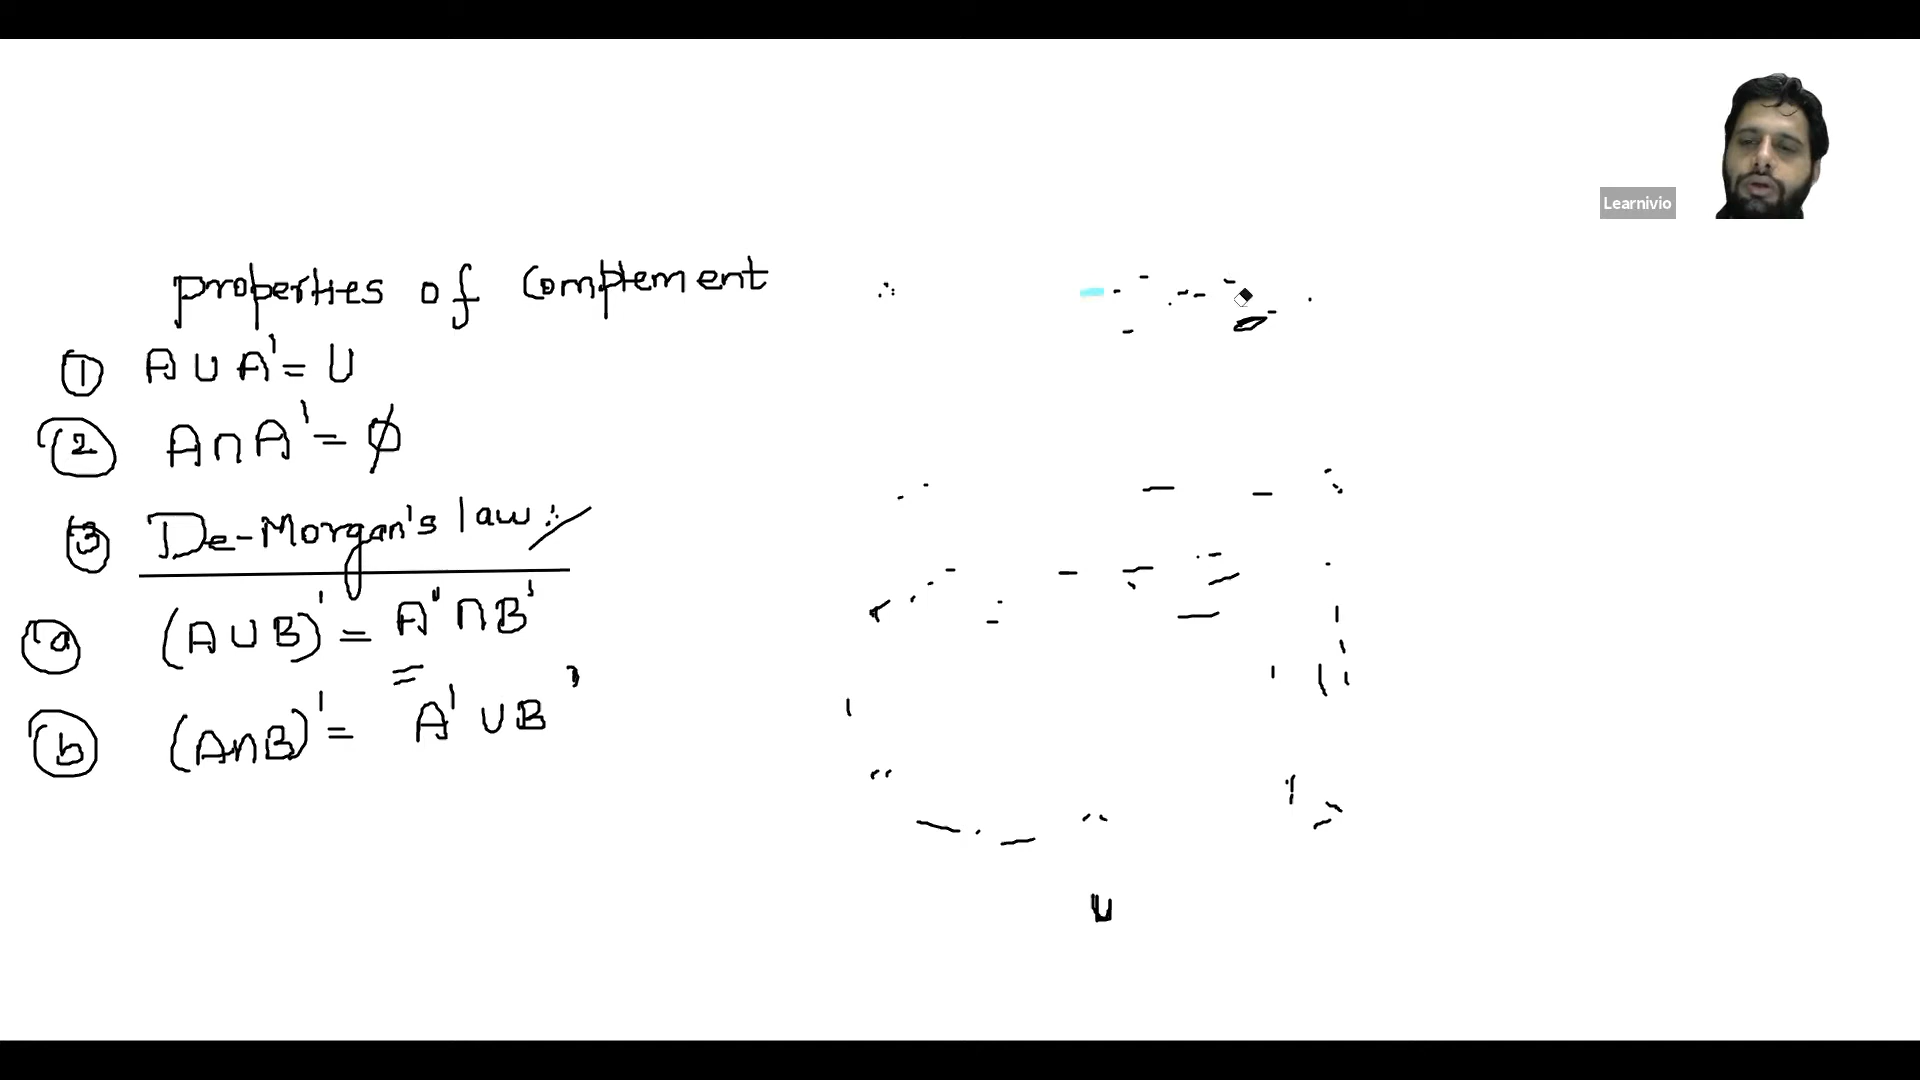 Learnivio
properties of complement
① A ∪ A' = U
② A ∩ A' = ϕ
③ De-Morgan's law :
ⓐ (A ∪ B)' = A' ∩ B'
ⓑ (A ∩ B)' = A' ∪ B'